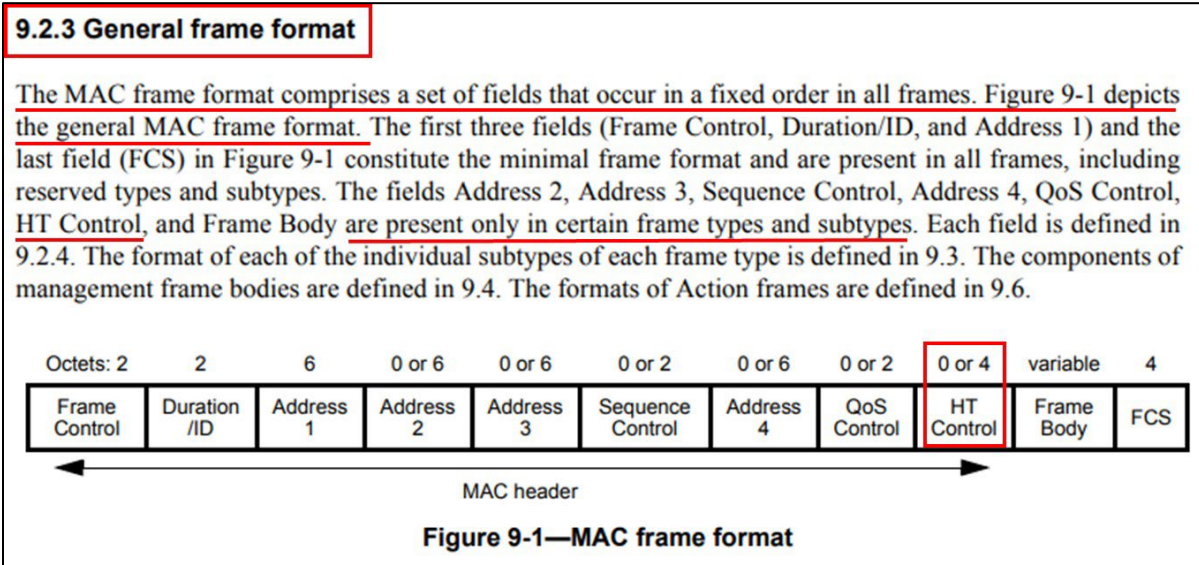 9.2.3 General frame format
The MAC frame format comprises a set of fields that occur in a fixed order in all frames. Figure 9-1 depicts
the general MAC frame format. The first three fields (Frame Control, Duration/ID, and Address 1) and the
last field (FCS) in Figure 9-1 constitute the minimal frame format and are present in all frames, including
reserved types and subtypes. The fields Address 2, Address 3, Sequence Control, Address 4, QoS Control,
HT Control, and Frame Body are present only in certain frame types and subtypes. Each field is defined in
9.2.4. The format of each of the individual subtypes of each frame type is defined in 9.3. The components of
management frame bodies are defined in 9.4. The formats of Action frames are defined in 9.6.
Octets: 2 2 6 0 or 6 0 or 6 0 or 2 0 or 6 0 or 2 0 or 4 variable 4
Frame Duration Address Address Address Sequence Address QoS HT Frame FCS
Control /ID 1 2 3 Control 4 Control Control Body
MAC header
Figure 9-1—MAC frame format